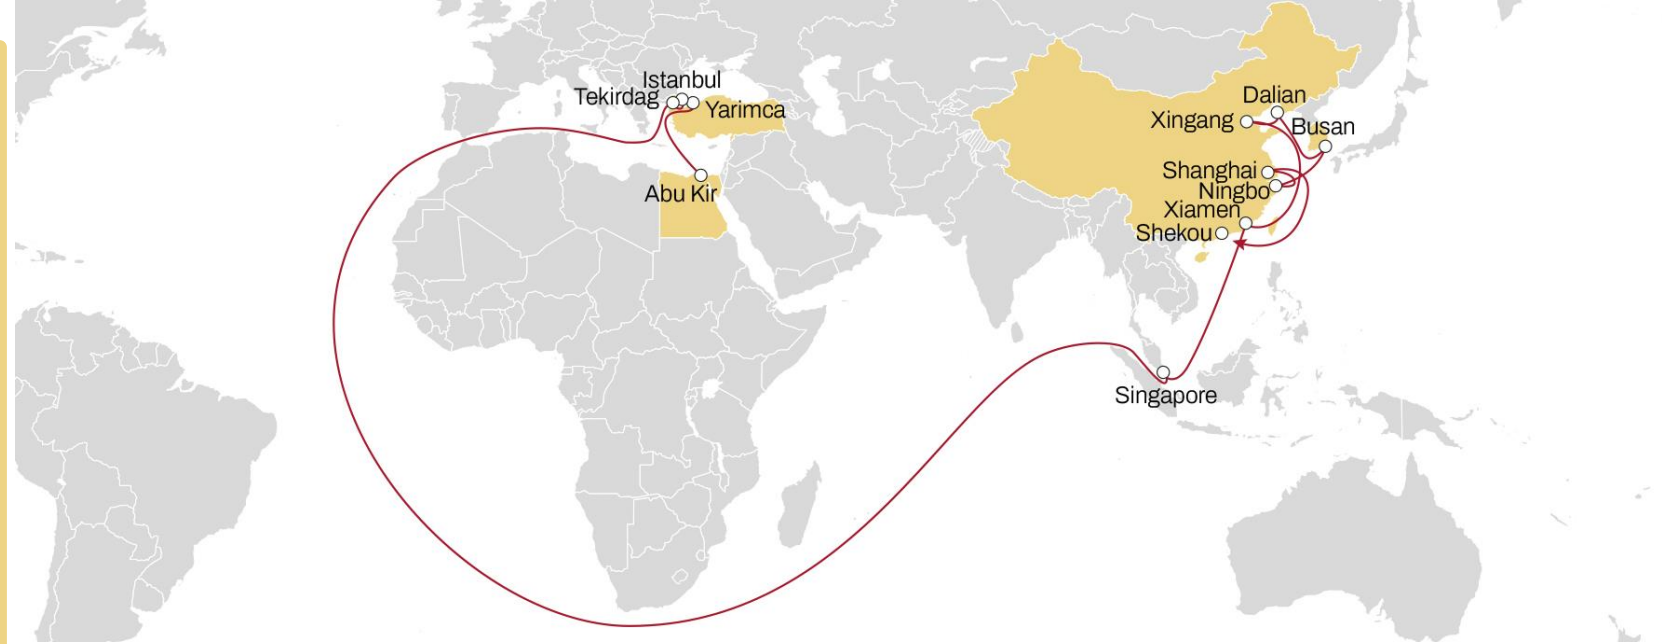 Istanbul
Tekirdag
Yarimca
Abu Kir
Dalian
Xingang
Busan
Shanghai
Ningbo
Xiamen
Shekou
Singapore